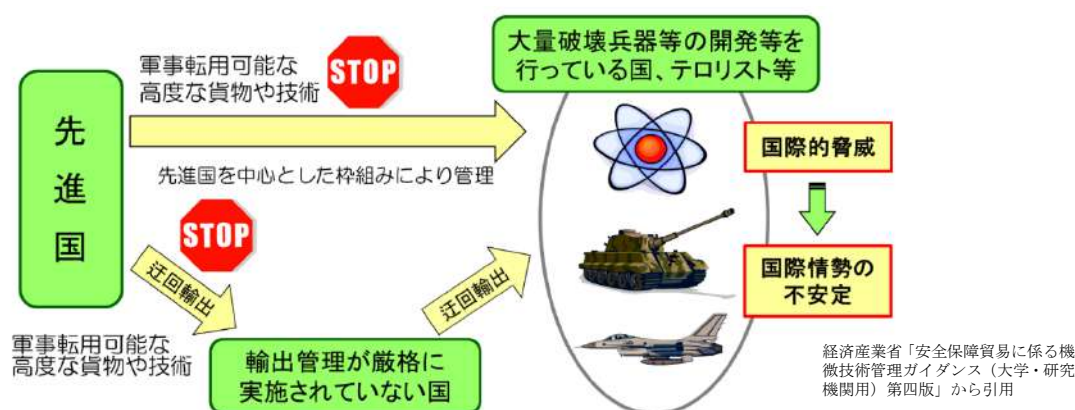 軍事転用可能な
高度な貨物や技術
STOP
大量破壊兵器等の開発等を
行っている国、テロリスト等
先進国
先進国を中心とした枠組みにより管理
国際的脅威
STOP
迂回輸出
迂回輸出
国際情勢の
不安定
軍事転用可能な
高度な貨物や技術
輸出管理が厳格に
実施されていない国
経済産業省「安全保障貿易に係る機
微技術管理ガイダンス（大学・研究
機関用）第四版」から引用